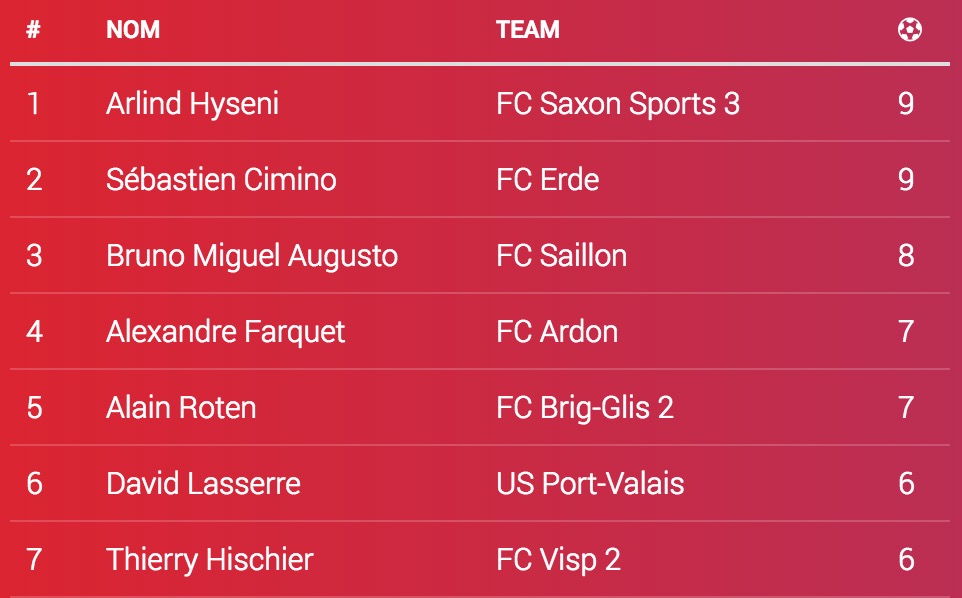 # NOM TEAM
1 Arlind Hyseni FC Saxon Sports 3 9
2 Sébastien Cimino FC Erde 9
3 Bruno Miguel Augusto FC Saillon 8
4 Alexandre Farquet FC Ardon 7
5 Alain Roten FC Brig-Glis 2 7
6 David Lasserre US Port-Valais 6
7 Thierry Hischier FC Visp 2 6